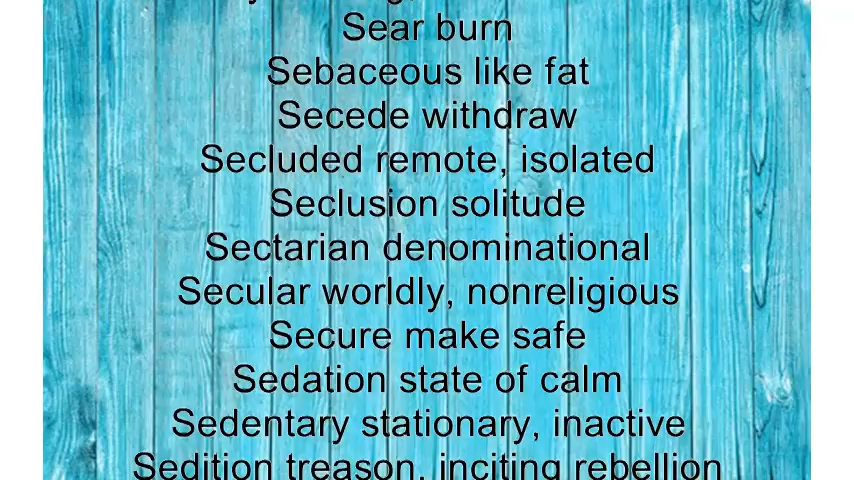 Sear burn
Sebaceous like fat
Secede withdraw
Secluded remote, isolated
Seclusion solitude
Sectarian denominational
Secular worldly, nonreligious
Secure make safe
Sedation state of calm
Sedentary stationary, inactive
Sedition treason, inciting rebellion